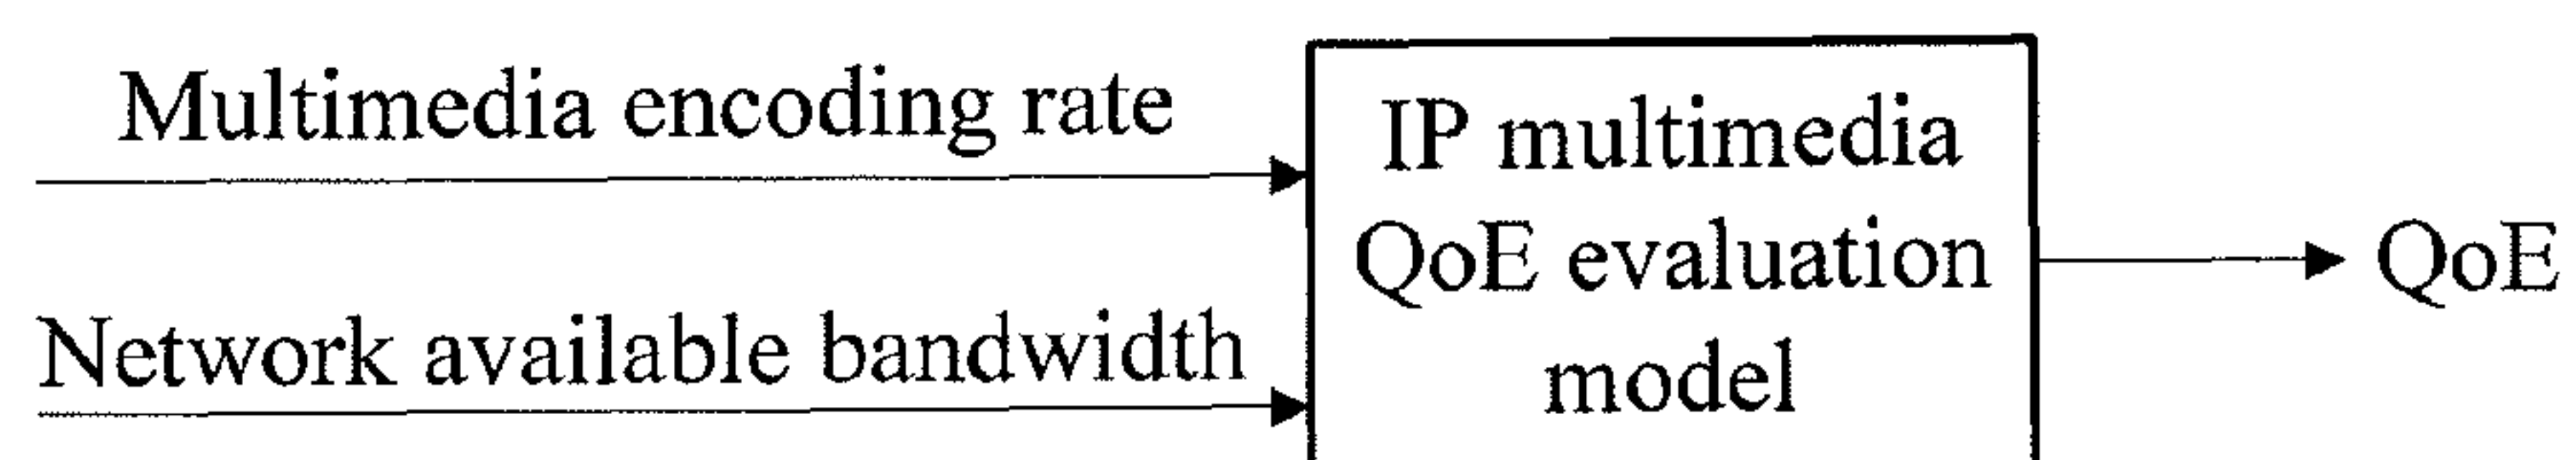 Multimedia encoding rate
Network available bandwidth
IP multimedia
QoE evaluation
model
QoE